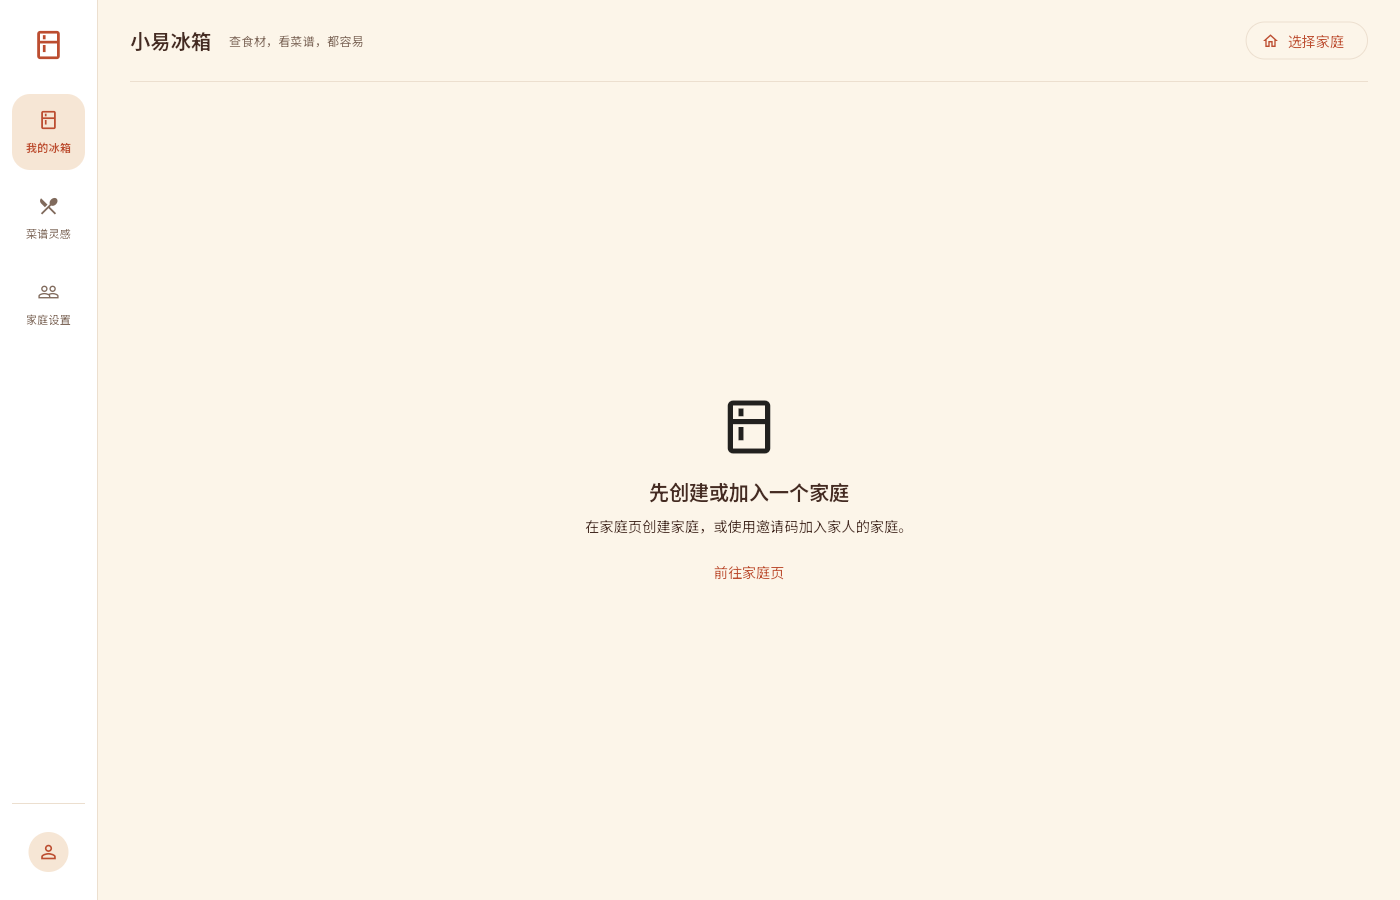 小易冰箱
查食材，看菜谱，都容易
选择家庭
我的冰箱
菜谱灵感
家庭设置
先创建或加入一个家庭
在家庭页创建家庭，或使用邀请码加入家人的家庭。
前往家庭页